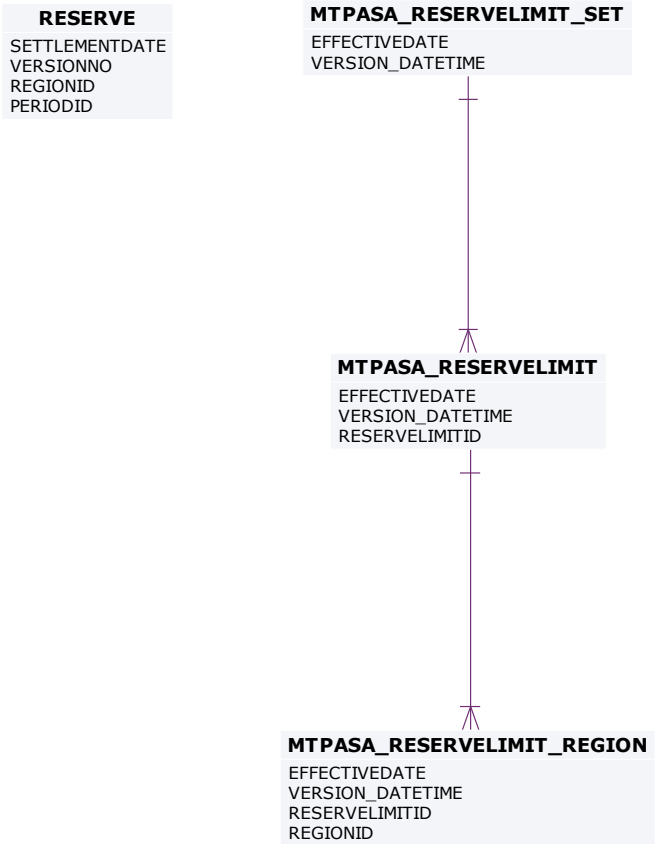 RESERVE
SETTLEMENTDATE
VERSIONNO
REGIONID
PERIODID
MTPASA_RESERVELIMIT_SET
EFFECTIVEDATE
VERSION_DATETIME
MTPASA_RESERVELIMIT
EFFECTIVEDATE
VERSION_DATETIME
RESERVELIMITID
MTPASA_RESERVELIMIT_REGION
EFFECTIVEDATE
VERSION_DATETIME
RESERVELIMITID
REGIONID